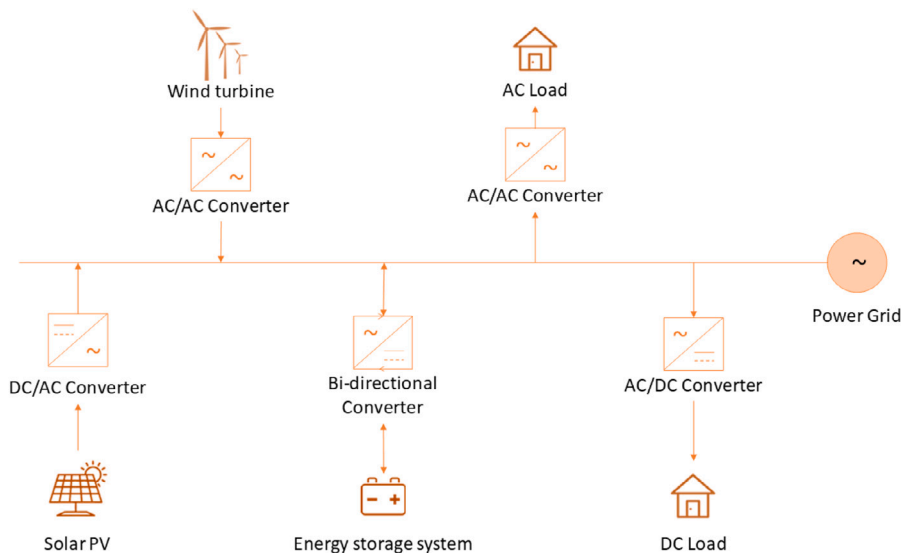 Wind turbine
AC Load
~
~
~
~
AC/AC Converter
AC/AC Converter
~
Power Grid
~
~
~
DC/AC Converter
Bi-directional
Converter
AC/DC Converter
- +
Solar PV
Energy storage system
DC Load